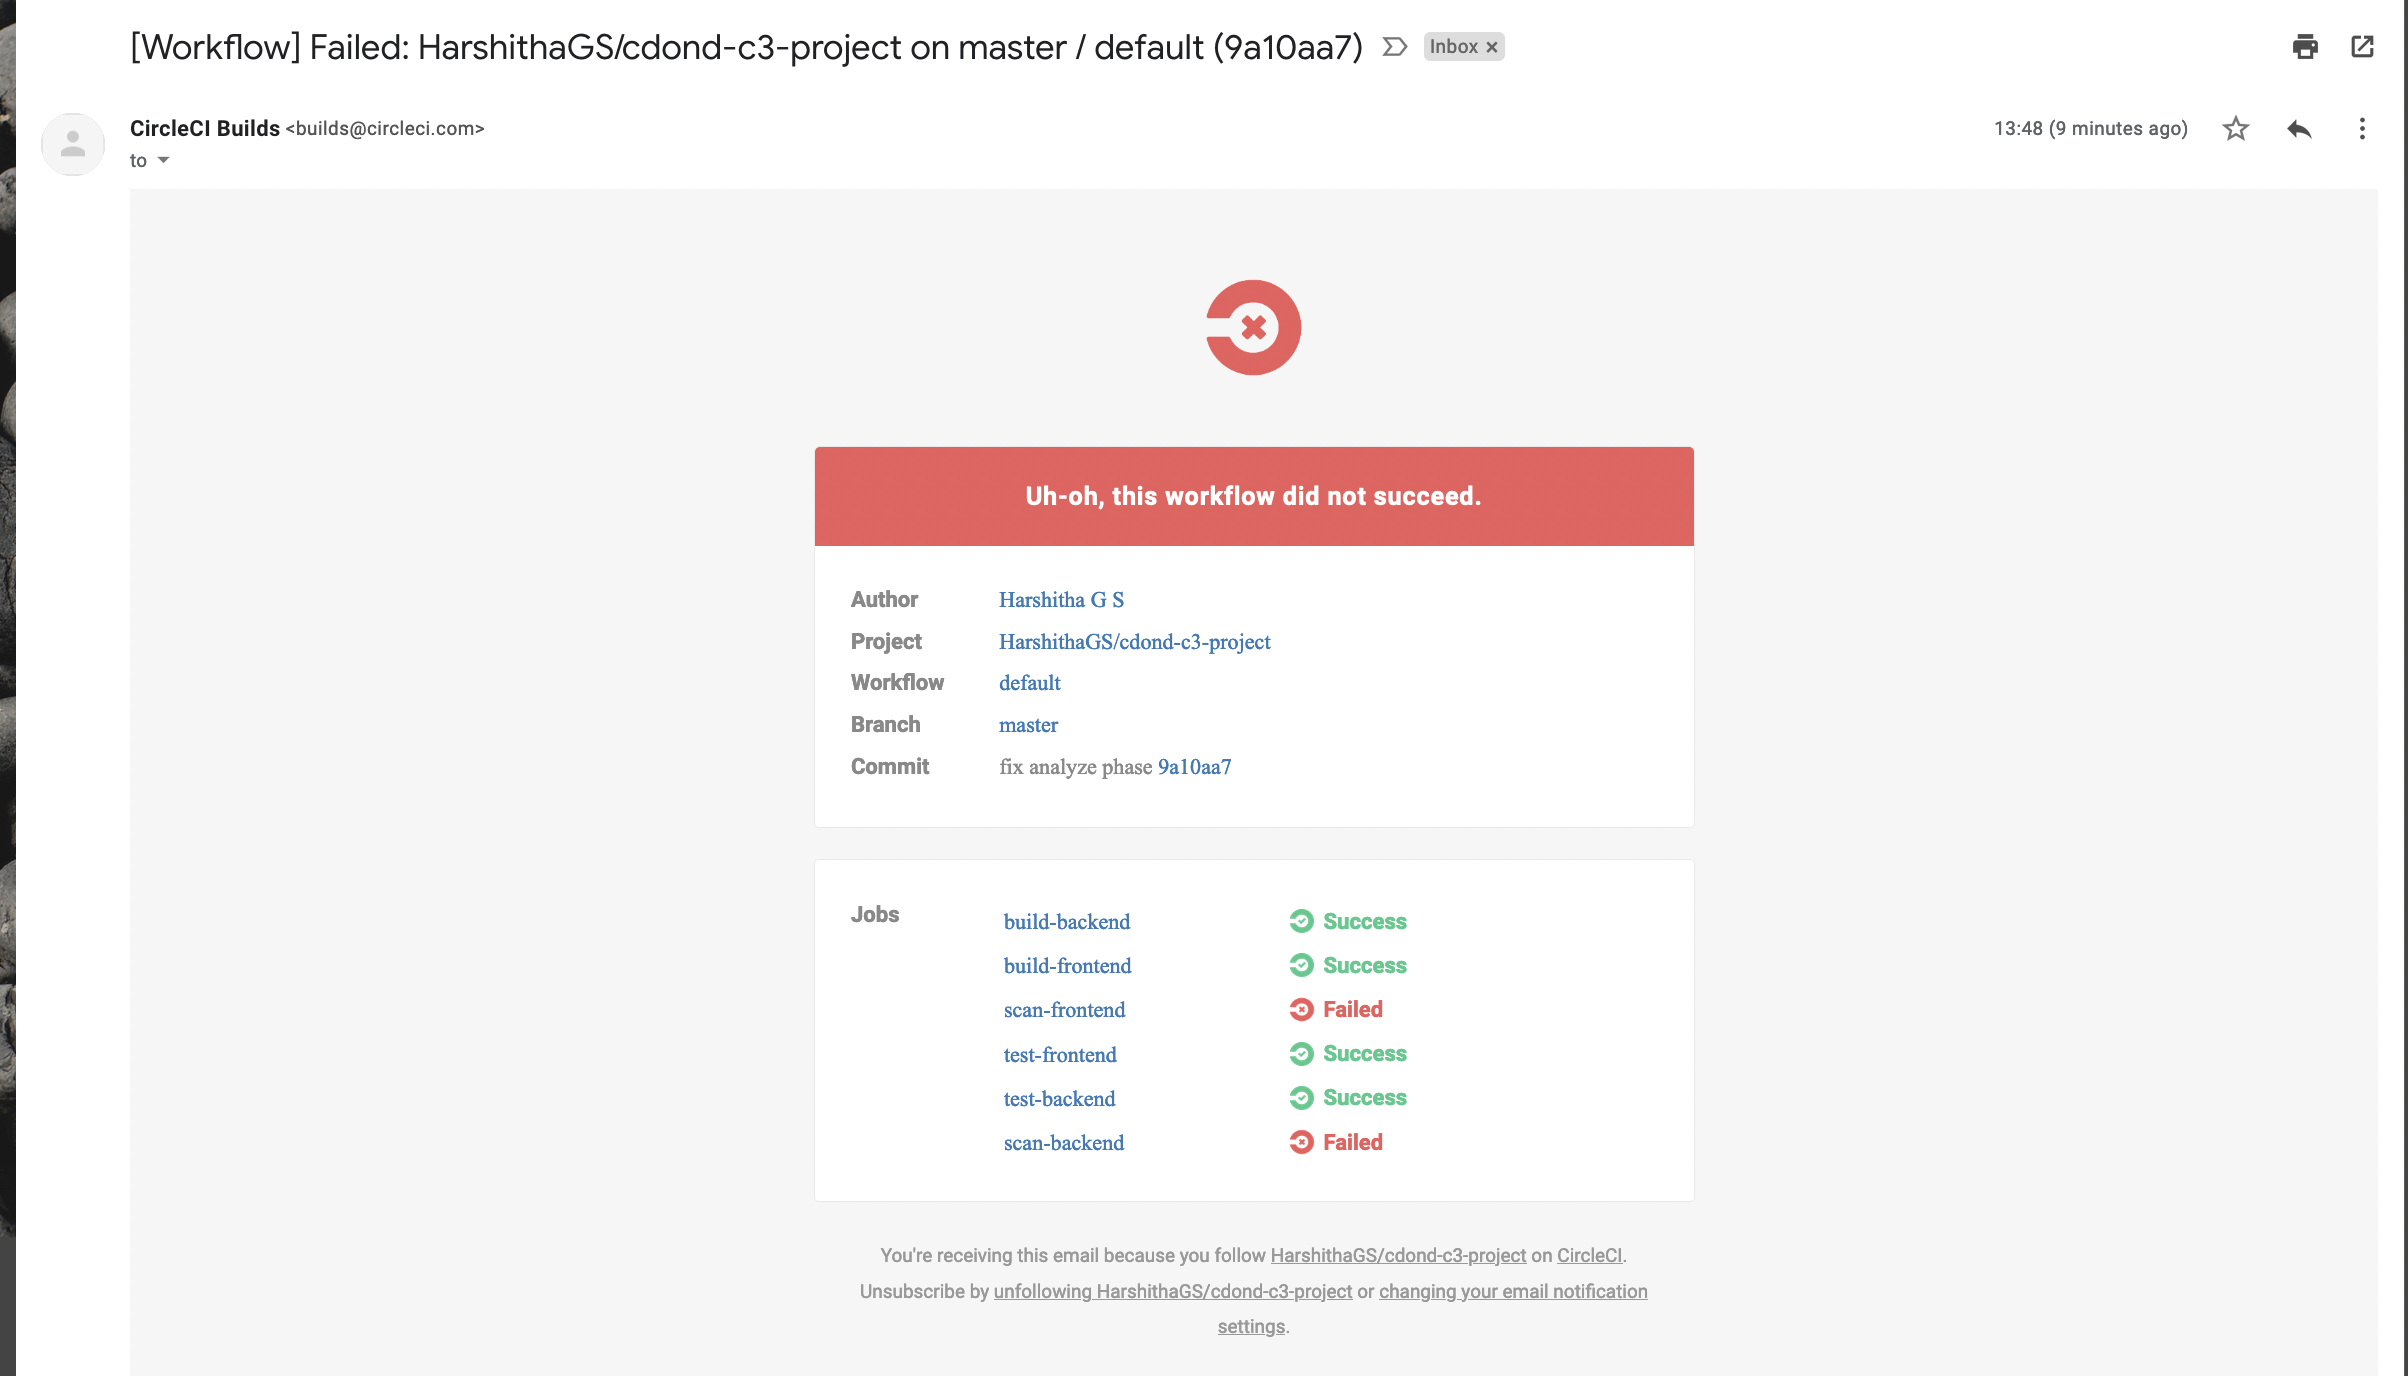 [Workflow] Failed: HarshithaGS/cdond-c3-project on master / default (9a10aa7) Inbox ×
CircleCI Builds <builds@circleci.com> 13:48 (9 minutes ago)
to
Uh-oh, this workflow did not succeed.
Author Harshitha G S
Project HarshithaGS/cdond-c3-project
Workflow default
Branch master
Commit fix analyze phase 9a10aa7
Jobs build-backend Success
build-frontend Success
scan-frontend Failed
test-frontend Success
test-backend Success
scan-backend Failed
You're receiving this email because you follow HarshithaGS/cdond-c3-project on CircleCI.
Unsubscribe by unfollowing HarshithaGS/cdond-c3-project or changing your email notification
settings.